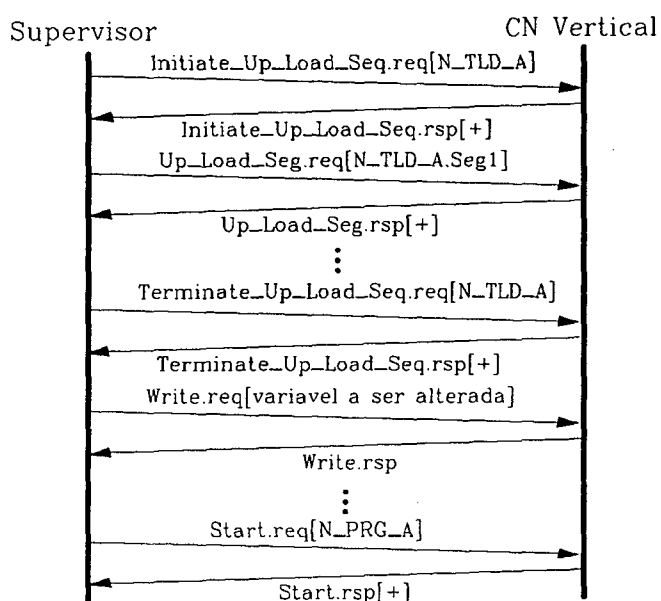 Supervisor CN Vertical
Initiate_Up_Load_Seq.req[N_TLD_A]
Initiate_Up_Load_Seq.rsp[+]
Up_Load_Seg.req[N_TLD_A.Seg1]
Up_Load_Seg.rsp[+]
Terminate_Up_Load_Seq.req[N_TLD_A]
Terminate_Up_Load_Seq.rsp[+]
Write.req[variavel a ser alterada]
Write.rsp
Start.req[N_PRG_A]
Start.rsp[+]